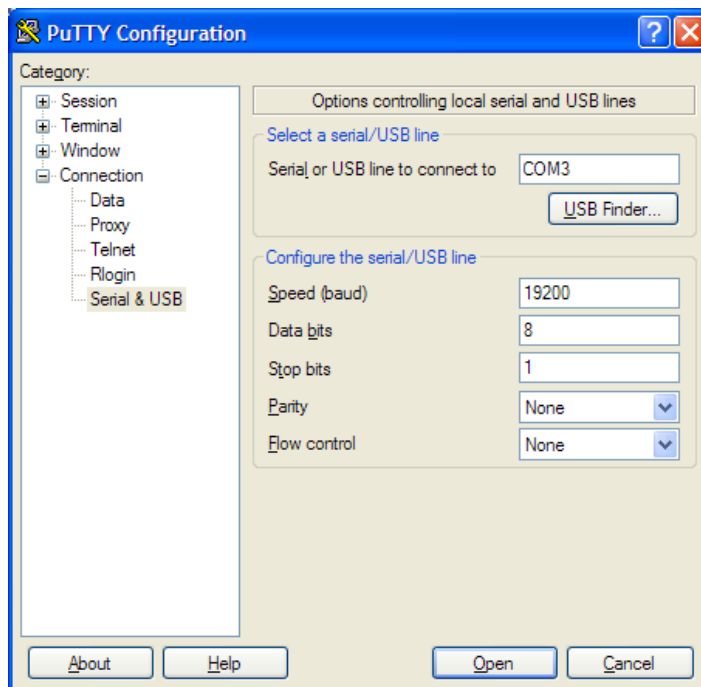 PuTTY Configuration
Category:
Session
Terminal
Window
Connection
Data
Proxy
Telnet
Rlogin
Serial & USB
Options controlling local serial and USB lines
Select a serial/USB line
Serial or USB line to connect to COM3
USB Finder...
Configure the serial/USB line
Speed (baud) 19200
Data bits 8
Stop bits 1
Parity None
Flow control None
About Help Open Cancel